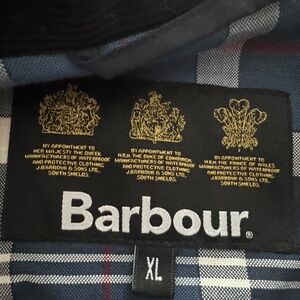 BY APPOINTMENT TO
HER MAJESTY THE QUEEN
MANUFACTURERS OF WATERPROOF
AND PROTECTIVE CLOTHING
J.BARBOUR & SONS LTD.
SOUTH SHIELDS.
BY APPOINTMENT TO
H.R.H. THE DUKE OF EDINBURGH
MANUFACTURERS OF WATERPROOF
AND PROTECTIVE CLOTHING
J.BARBOUR & SONS LTD.
SOUTH SHIELDS.
BY APPOINTMENT TO
H.R.H. THE PRINCE OF WALES
MANUFACTURERS OF WATERPROOF
AND PROTECTIVE CLOTHING
J.BARBOUR & SONS LTD.
SOUTH SHIELDS.
Barbour®
XL